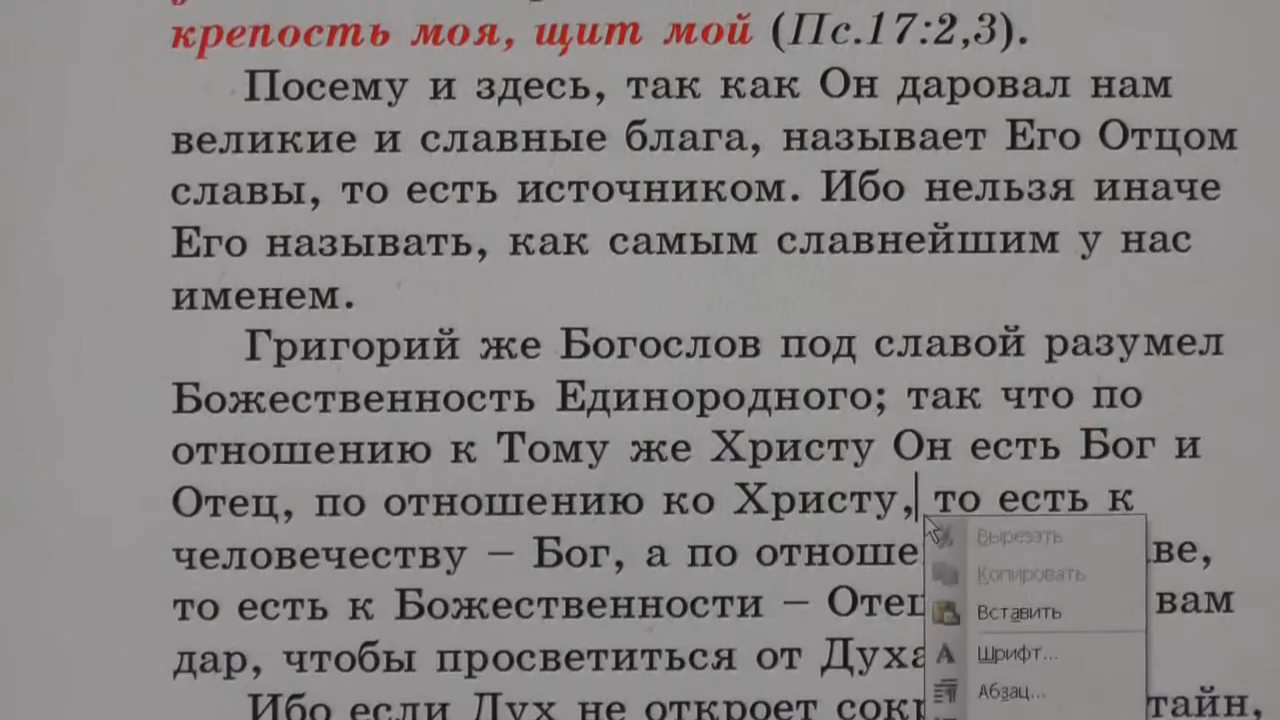 крепость моя, щит мой (Пс.17:2,3).
Посему и здесь, так как Он даровал нам
великие и славные блага, называет Его Отцом
славы, то есть источником. Ибо нельзя иначе
Его называть, как самым славнейшим у нас
именем.
Григорий же Богослов под славой разумел
Божественность Единородного; так что по
отношению к Тому же Христу Он есть Бог и
Отец, по отношению ко Христу, то есть к
человечеству – Бог, а по отноше ве,
то есть к Божественности – Отец вам
дар, чтобы просветиться от Духа
Ибо если Дух не откроет сокр тайн,
Вырезать
Копировать
Вставить
Шрифт...
Абзац...